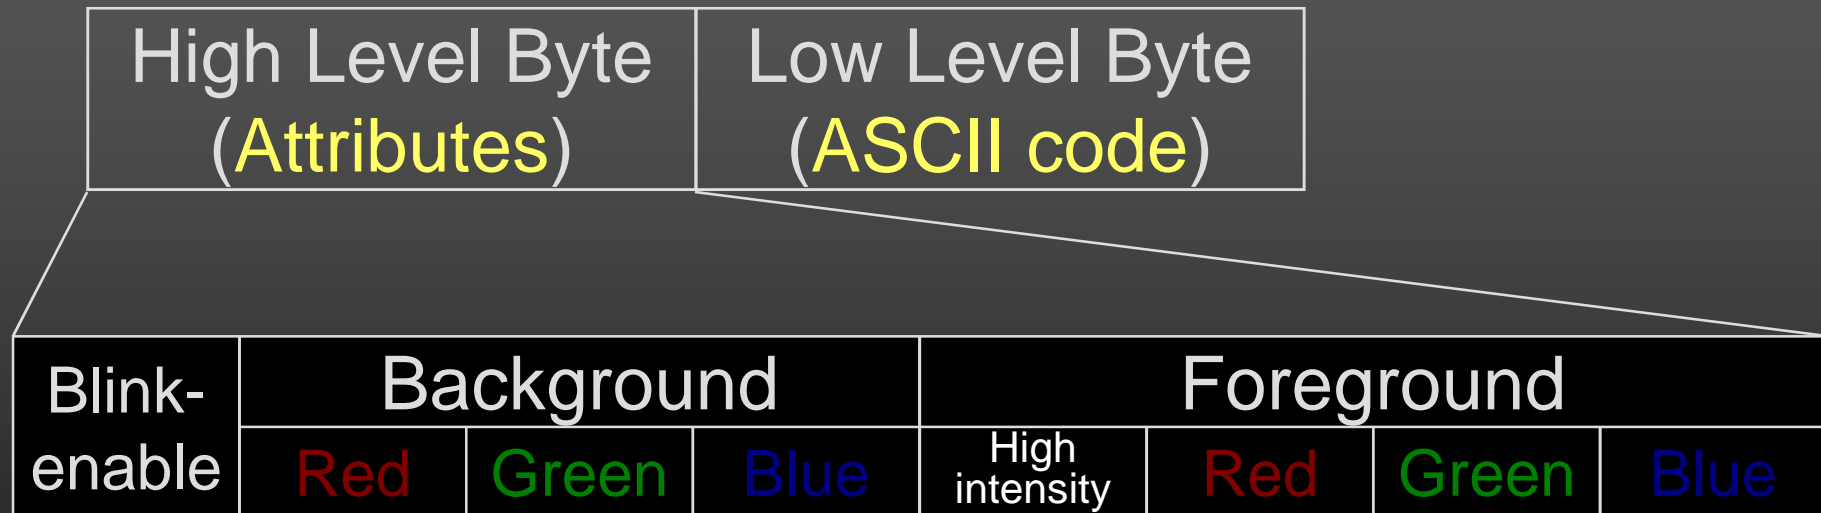 High Level Byte
(Attributes)
Low Level Byte
(ASCII code)
Blink-
enable
Background
Foreground
Red
Green
Blue
High
intensity
Red
Green
Blue